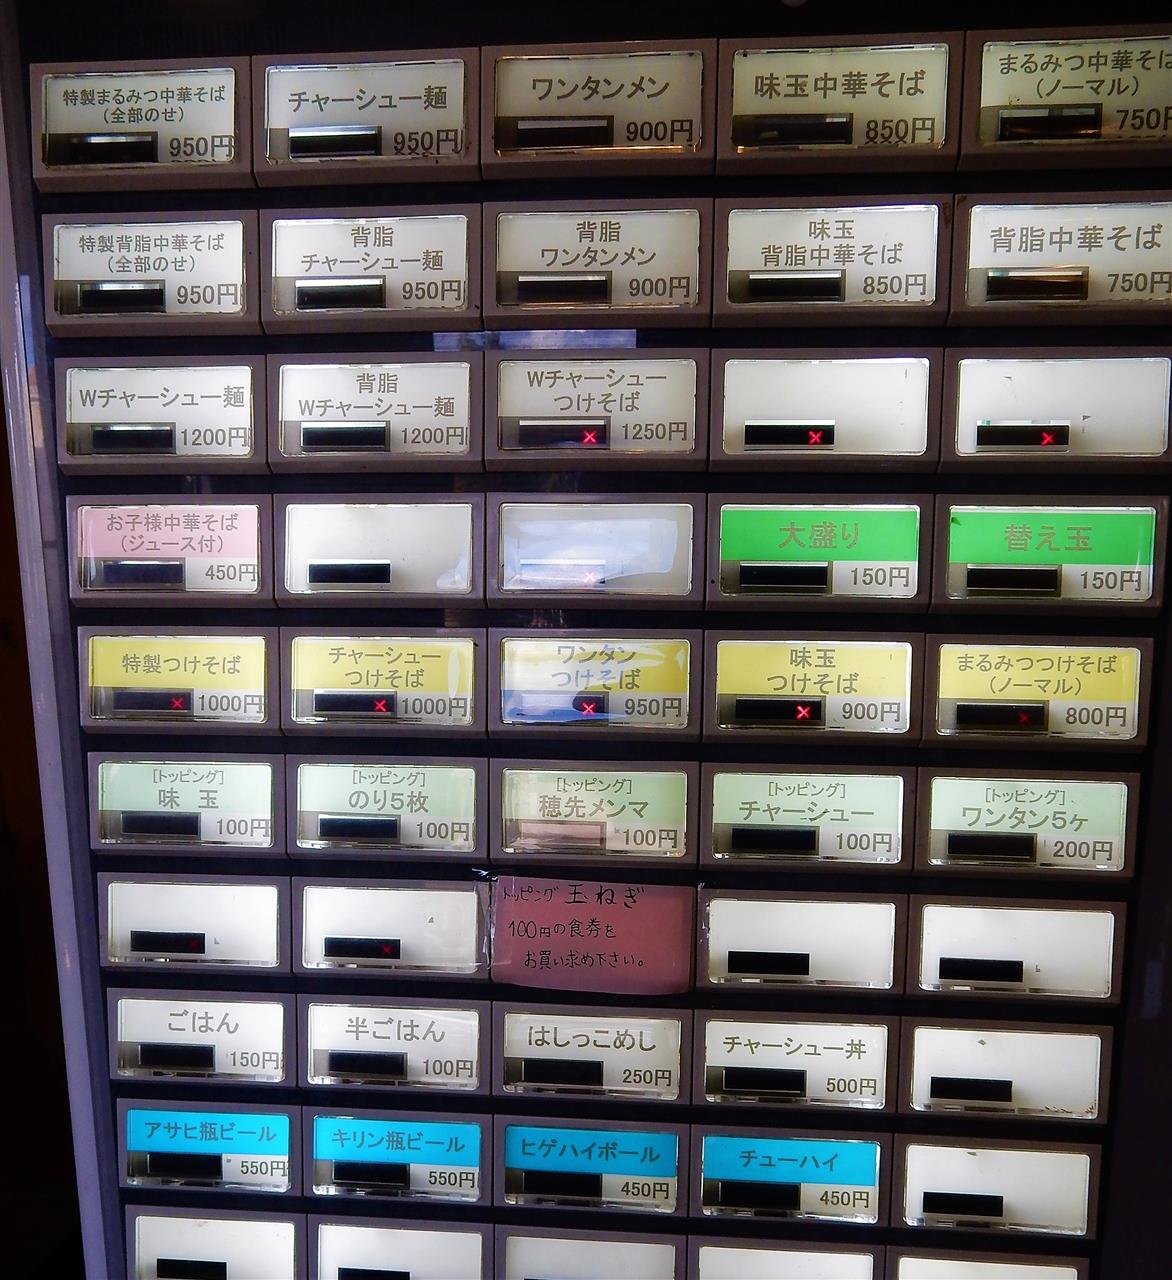 特製まるみつ中華そば
(全部のせ)
950円
チャーシュー麺
950円
ワンタンメン
900円
味玉中華そば
850円
まるみつ中華そば
(ノーマル)
750円
特製背脂中華そば
(全部のせ)
950円
背脂
チャーシュー麺
950円
背脂
ワンタンメン
900円
味玉
背脂中華そば
850円
背脂中華そば
750円
Wチャーシュー麺
1200円
背脂
Wチャーシュー麺
1200円
Wチャーシュー
つけそば
× 1250円
×
×
お子様中華そば
(ジュース付)
450円
×
大盛り
150円
替え玉
150円
特製つけそば
× 1000円
チャーシュー
つけそば
× 1000円
ワンタン
つけそば
× 950円
味玉
つけそば
× 900円
まるみつつけそば
(ノーマル)
× 800円
[トッピング]
味 玉
100円
[トッピング]
のり5枚
100円
[トッピング]
穂先メンマ
100円
[トッピング]
チャーシュー
100円
[トッピング]
ワンタン5ヶ
200円
×
×
トッピング 玉ねぎ
100円の食券を
お買い求め下さい。
ごはん
150円
半ごはん
100円
はしっこめし
250円
チャーシュー丼
500円
アサヒ瓶ビール
550円
キリン瓶ビール
550円
ヒゲハイボール
450円
チューハイ
450円